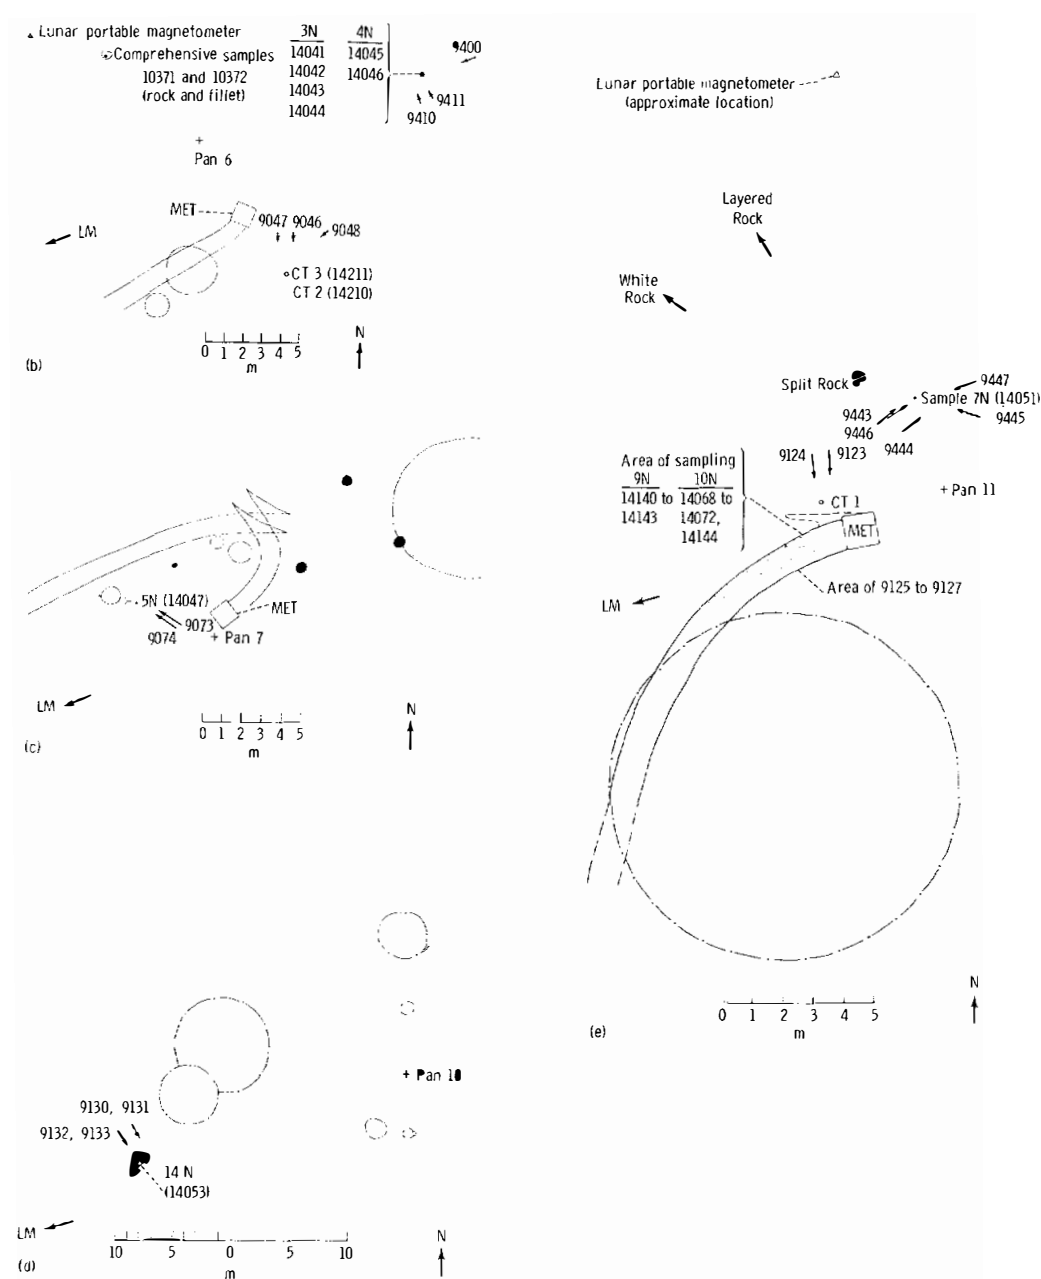 Lunar portable magnetometer
Comprehensive samples
10371 and 10372
(rock and fillet)
3N 4N
14041 14045
14042 14046
14043
14044
9400
9411
9410
+
Pan 6
MET
LM
9047 9046
9048
CT 3 (14211)
CT 2 (14210)
N
0 1 2 3 4 5
m
(b)
5N (14047)
MET
9073
9074
+ Pan 7
LM
N
0 1 2 3 4 5
m
(c)
+ Pan 10
9130, 9131
9132, 9133
14 N
(14053)
LM
N
10 5 0 5 10
m
(d)
Lunar portable magnetometer
(approximate location)
Layered
Rock
White
Rock
Split Rock
9447
Sample 7N (14051)
9443
9445
9446
9444
9124
9123
Area of sampling
9N 10N
14140 to 14068 to
14143 14072,
14144
+ Pan 11
CT 1
MET
Area of 9125 to 9127
LM
N
0 1 2 3 4 5
m
(e)